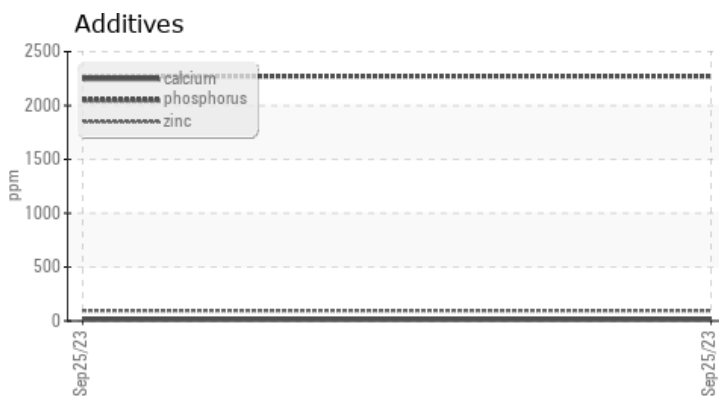 Additives
2500
2000
1500
1000
500
0
ppm
calcium
phosphorus
zinc
Sep25/23
Sep25/23